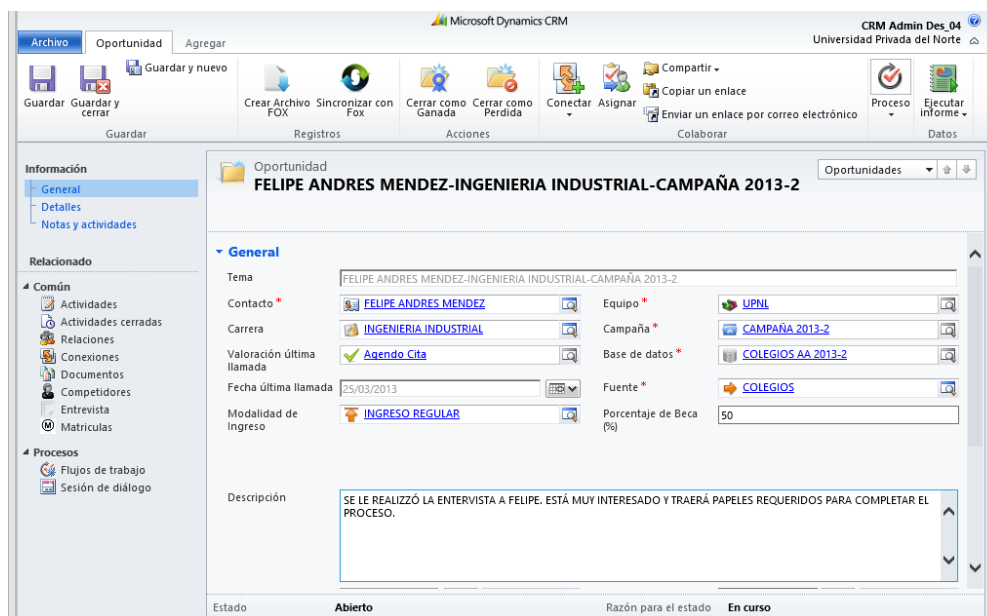 Microsoft Dynamics CRM
CRM Admin Des_04
Universidad Privada del Norte
Archivo
Oportunidad
Agregar
Guardar
Guardar y cerrar
Guardar y nuevo
Guardar
Crear Archivo FOX
Sincronizar con Fox
Registros
Cerrar como Ganada
Cerrar como Perdida
Acciones
Conectar
Asignar
Compartir
Copiar un enlace
Enviar un enlace por correo electrónico
Colaborar
Proceso
Ejecutar informe
Datos
Información
General
Detalles
Notas y actividades
Relacionado
Común
Actividades
Actividades cerradas
Relaciones
Conexiones
Documentos
Competidores
Entrevista
Matriculas
Procesos
Flujos de trabajo
Sesión de diálogo
Oportunidad
FELIPE ANDRES MENDEZ-INGENIERIA INDUSTRIAL-CAMPAÑA 2013-2
Oportunidades
General
Tema FELIPE ANDRES MENDEZ-INGENIERIA INDUSTRIAL-CAMPAÑA 2013-2
Contacto * FELIPE ANDRES MENDEZ Equipo * UPNL
Carrera INGENIERIA INDUSTRIAL Campaña * CAMPAÑA 2013-2
Valoración última llamada Agendo Cita Base de datos * COLEGIOS AA 2013-2
Fecha última llamada 25/03/2013 Fuente * COLEGIOS
Modalidad de Ingreso INGRESO REGULAR Porcentaje de Beca (%) 50
Descripción
SE LE REALIZZÓ LA ENTERVISTA A FELIPE. ESTÁ MUY INTERESADO Y TRAERÁ PAPELES REQUERIDOS PARA COMPLETAR EL
PROCESO.
Estado Abierto Razón para el estado En curso